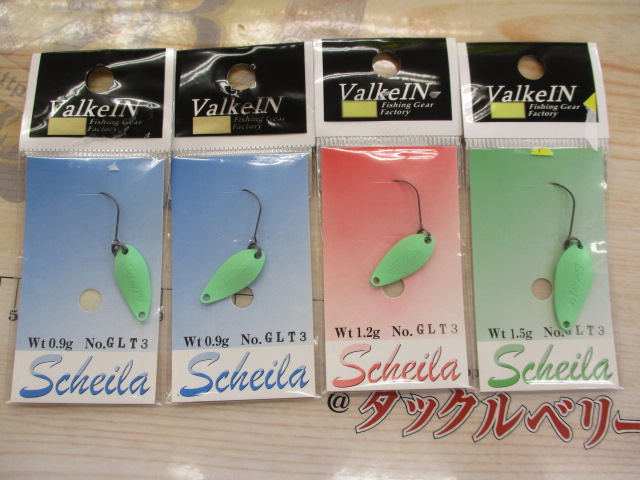 ValkeIN
Fishing Gear
Factory
Wt 0.9g No.GLT3
Scheila
ValkeIN
Fishing Gear
Factory
Wt 0.9g No.GLT3
Scheila
ValkeIN
Fishing Gear
Factory
Wt 1.2g No.GLT3
Scheila
ValkeIN
Fishing Gear
Factory
Wt 1.5g No.GLT3
Scheila
@タックルベリー